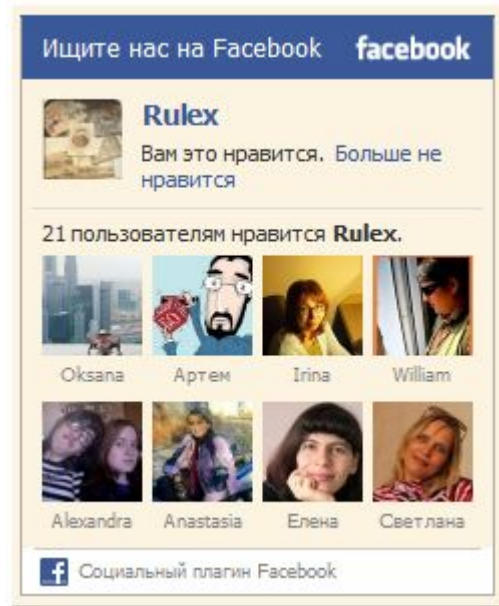 Ищите нас на Facebook facebook
Rulex
Вам это нравится. Больше не
нравится
21 пользователям нравится Rulex.
Oksana Артем Irina William
Alexandra Anastasia Елена Светлана
f Социальный плагин Facebook